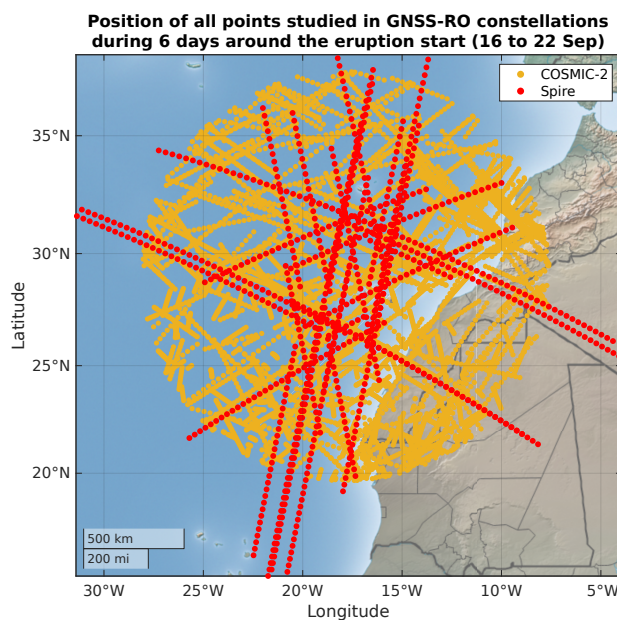 Position of all points studied in GNSS-RO constellations
during 6 days around the eruption start (16 to 22 Sep)
COSMIC-2
Spire
35°N
30°N
25°N
20°N
Latitude
500 km
200 mi
30°W
25°W
20°W
15°W
10°W
5°W
Longitude